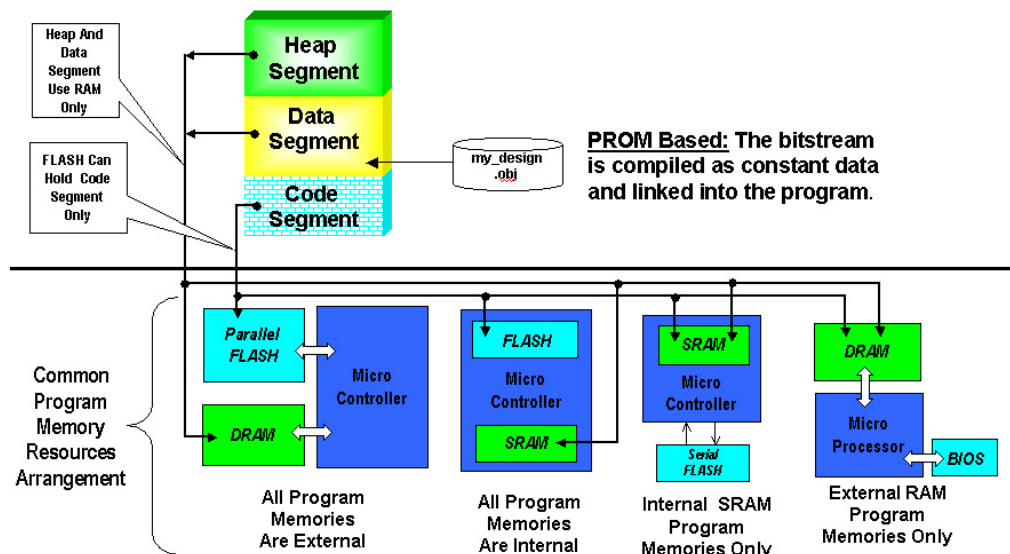 Heap And
Data
Segment
Use RAM
Only
FLASH Can
Hold Code
Segment
Only
Heap
Segment
Data
Segment
Code
Segment
my_design
.obj
PROM Based: The bitstream
is compiled as constant data
and linked into the program.
Common
Program
Memory
Resources
Arrangement
Parallel
FLASH
DRAM
Micro
Controller
All Program
Memories
Are External
FLASH
Micro
Controller
SRAM
All Program
Memories
Are Internal
SRAM
Micro
Controller
Serial
FLASH
Internal SRAM
Program
Memories Only
DRAM
Micro
Processor
BIOS
External RAM
Program
Memories Only